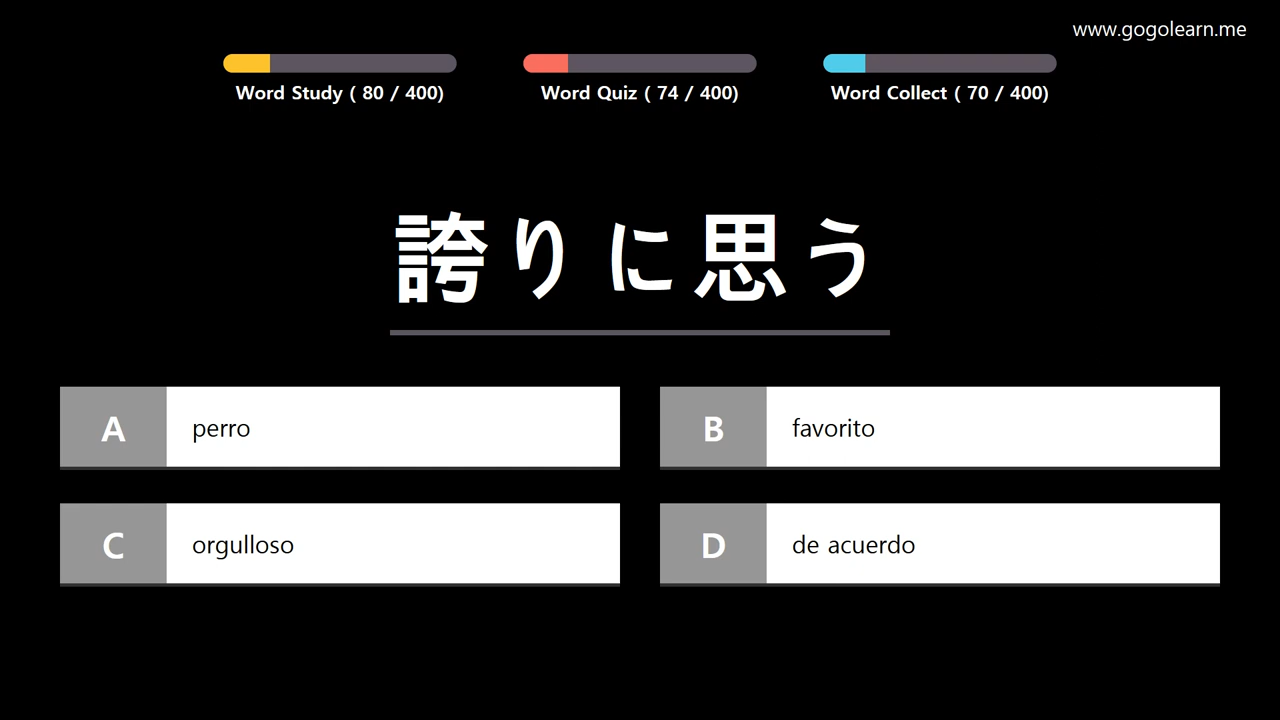 www.gogolearn.me
Word Study ( 80 / 400)
Word Quiz ( 74 / 400)
Word Collect ( 70 / 400)
誇りに思う
A perro
B favorito
C orgulloso
D de acuerdo